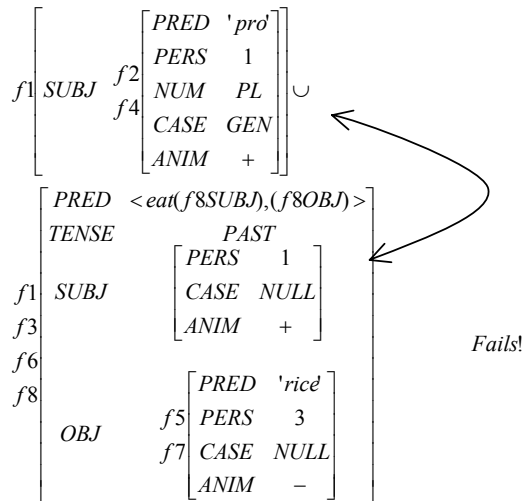 PRED 'pro'
PERS 1
f1 SUBJ f2 f4 NUM PL ∪
CASE GEN
ANIM +
PRED <eat(f8SUBJ),(f8OBJ)>
TENSE PAST
PERS 1
f1 SUBJ CASE NULL
f3 ANIM +
f6 Fails!
f8 PRED 'rice'
f5 PERS 3
OBJ f7 CASE NULL
ANIM −